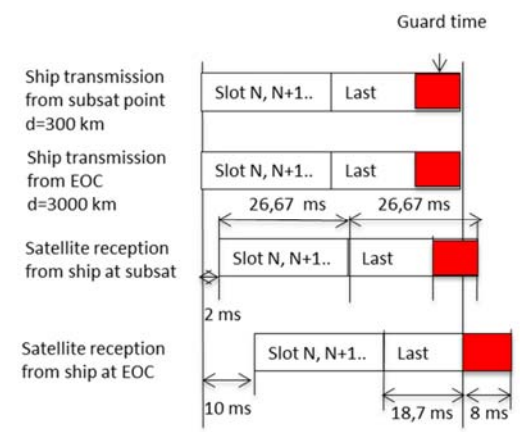 Guard time
Ship transmission
from subsat point
d=300 km
Slot N, N+1..
Last
Ship transmission
from EOC
d=3000 km
Slot N, N+1..
Last
26,67 ms
26,67 ms
Satellite reception
from ship at subsat
Slot N, N+1..
Last
2 ms
Satellite reception
from ship at EOC
Slot N, N+1..
Last
10 ms
18,7 ms
8 ms